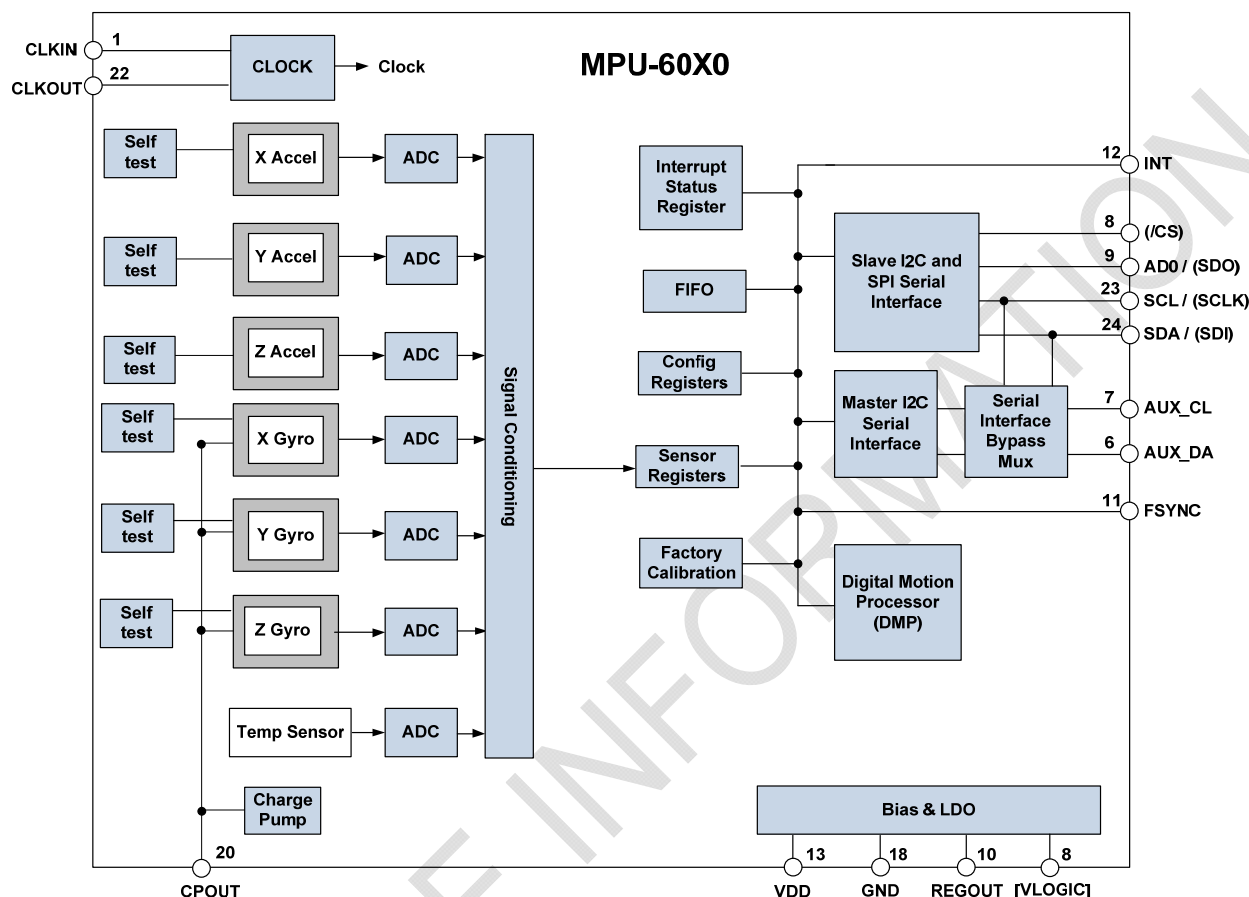 MPU-60X0
CLKIN
1
CLKOUT
22
CLOCK
Clock
Self
test
X Accel
ADC
Self
test
Y Accel
ADC
Self
test
Z Accel
ADC
Self
test
X Gyro
ADC
Self
test
Y Gyro
ADC
Self
test
Z Gyro
ADC
Temp Sensor
ADC
Charge
Pump
20
CPOUT
Signal Conditioning
Interrupt
Status
Register
FIFO
Config
Registers
Sensor
Registers
Factory
Calibration
Slave I2C and
SPI Serial
Interface
Master I2C
Serial
Interface
Serial
Interface
Bypass
Mux
Digital Motion
Processor
(DMP)
12
INT
8
(/CS)
9
AD0 / (SDO)
23
SCL / (SCLK)
24
SDA / (SDI)
7
AUX_CL
6
AUX_DA
11
FSYNC
Bias & LDO
13
VDD
18
GND
10
REGOUT
8
[VLOGIC]
E INFORMATION